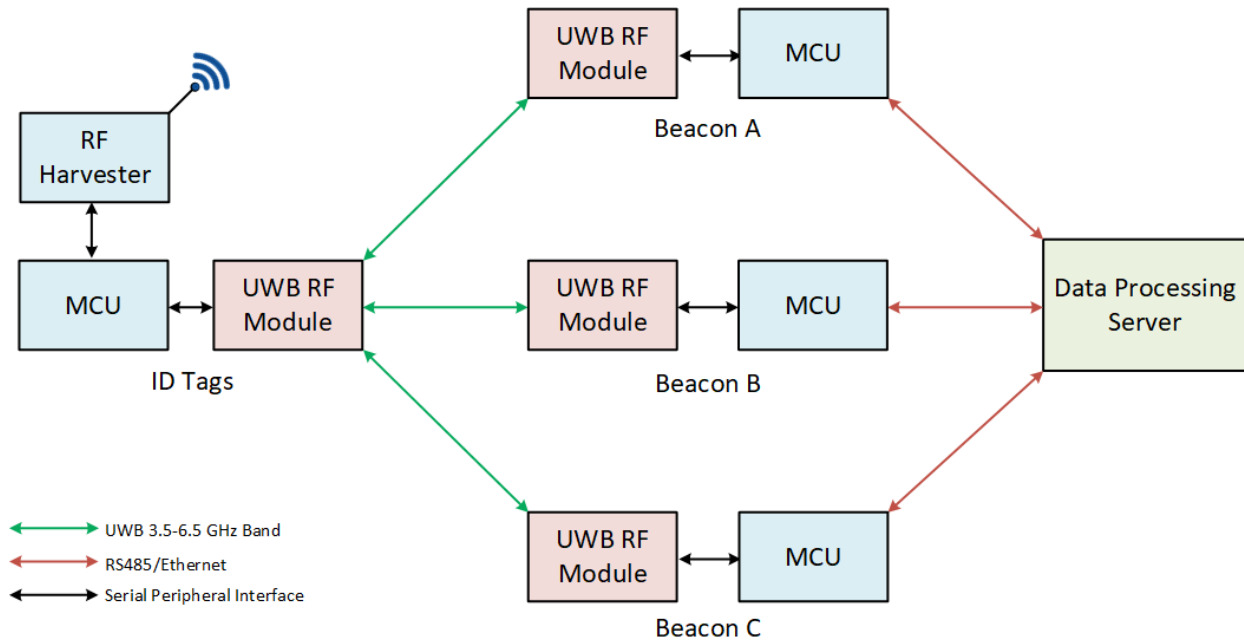 UWB RF
Module
MCU
Beacon A
RF
Harvester
MCU
UWB RF
Module
ID Tags
UWB RF
Module
MCU
Beacon B
Data Processing
Server
UWB RF
Module
MCU
Beacon C
UWB 3.5-6.5 GHz Band
RS485/Ethernet
Serial Peripheral Interface